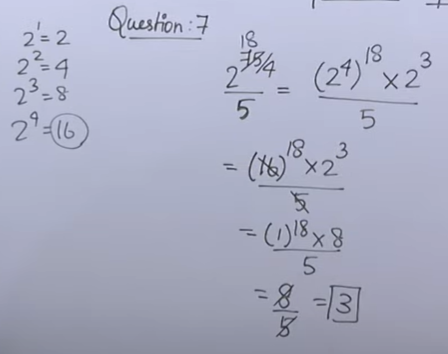 Question: 7
2¹ = 2
2² = 4
2³ = 8
2⁴ = 16
18
2^75/4 / 5 = (2⁴)¹⁸ × 2³ / 5
= (16)¹⁸ × 2³ / 5
= (1)¹⁸ × 8 / 5
= 8 / 5 = 3